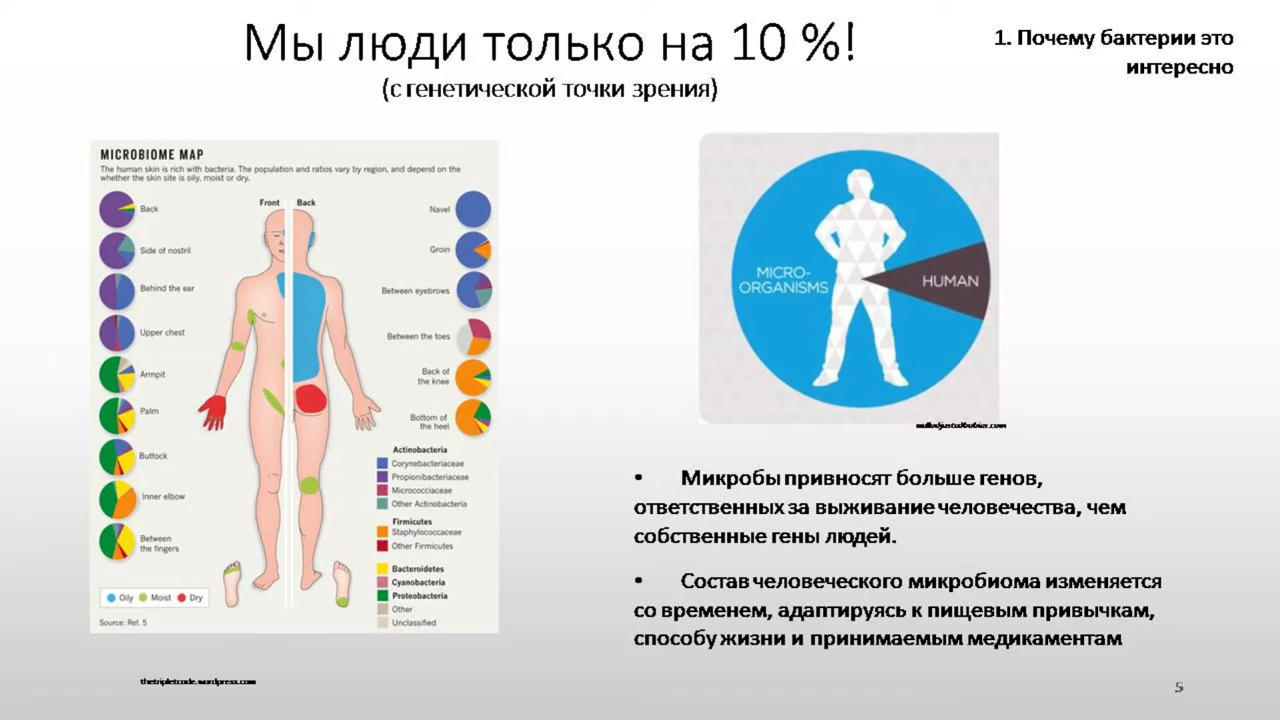 Мы люди только на 10 %!
(с генетической точки зрения)
1. Почему бактерии это
интересно
MICROBIOME MAP
The human skin is rich with bacteria. The population and ratios vary by region, and depend on the
whether the skin site is oily, moist or dry.
Front
Back
Back
Side of nostril
Behind the ear
Upper chest
Armpit
Palm
Buttock
Inner elbow
Between
the fingers
Navel
Groin
Between eyebrows
Between the toes
Back of
the knee
Bottom of
the heel
Actinobacteria
Corynebacteriaceae
Propionibacteriaceae
Micrococciaceae
Other Actinobacteria
Firmicutes
Staphylococcaceae
Other Firmicutes
Bacteroidetes
Cyanobacteria
Proteobacteria
Other
Unclassified
Oily
Moist
Dry
Source: Ref. 5
thetripletcode.wordpress.com
MICRO-
ORGANISMS
HUMAN
• Микробы привносят больше генов,
ответственных за выживание человечества, чем
собственные гены людей.
• Состав человеческого микробиома изменяется
со временем, адаптируясь к пищевым привычкам,
способу жизни и принимаемым медикаментам
5